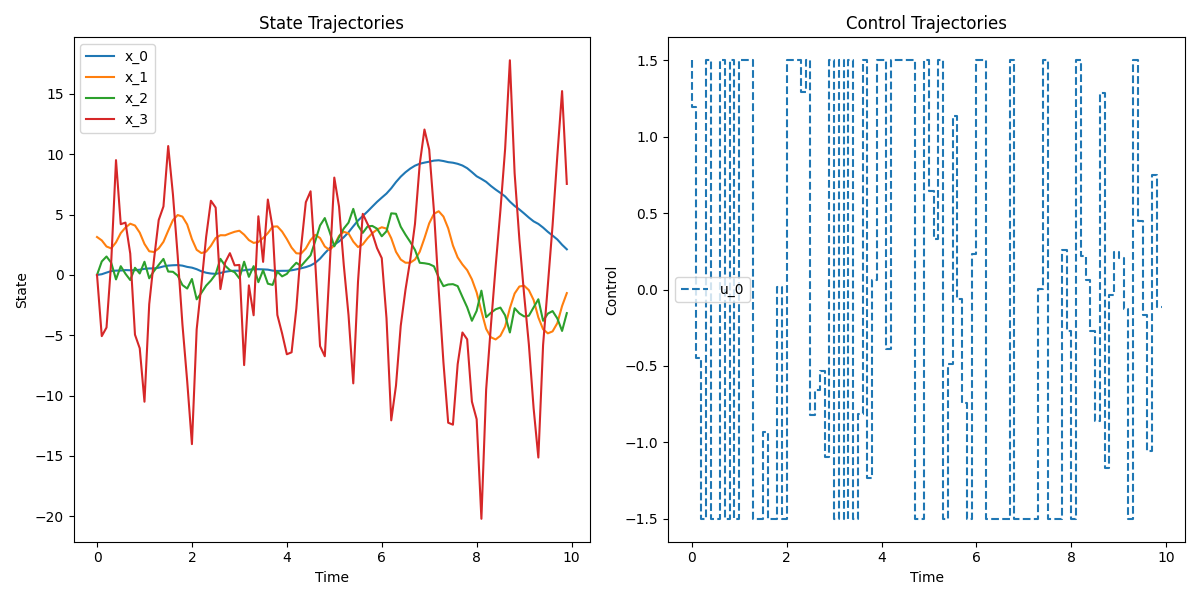 State Trajectories
x_0
x_1
x_2
x_3
15
10
5
0
−5
−10
−15
−20
State
0
2
4
6
8
10
Time
Control Trajectories
1.5
1.0
0.5
0.0
−0.5
−1.0
−1.5
Control
u_0
0
2
4
6
8
10
Time